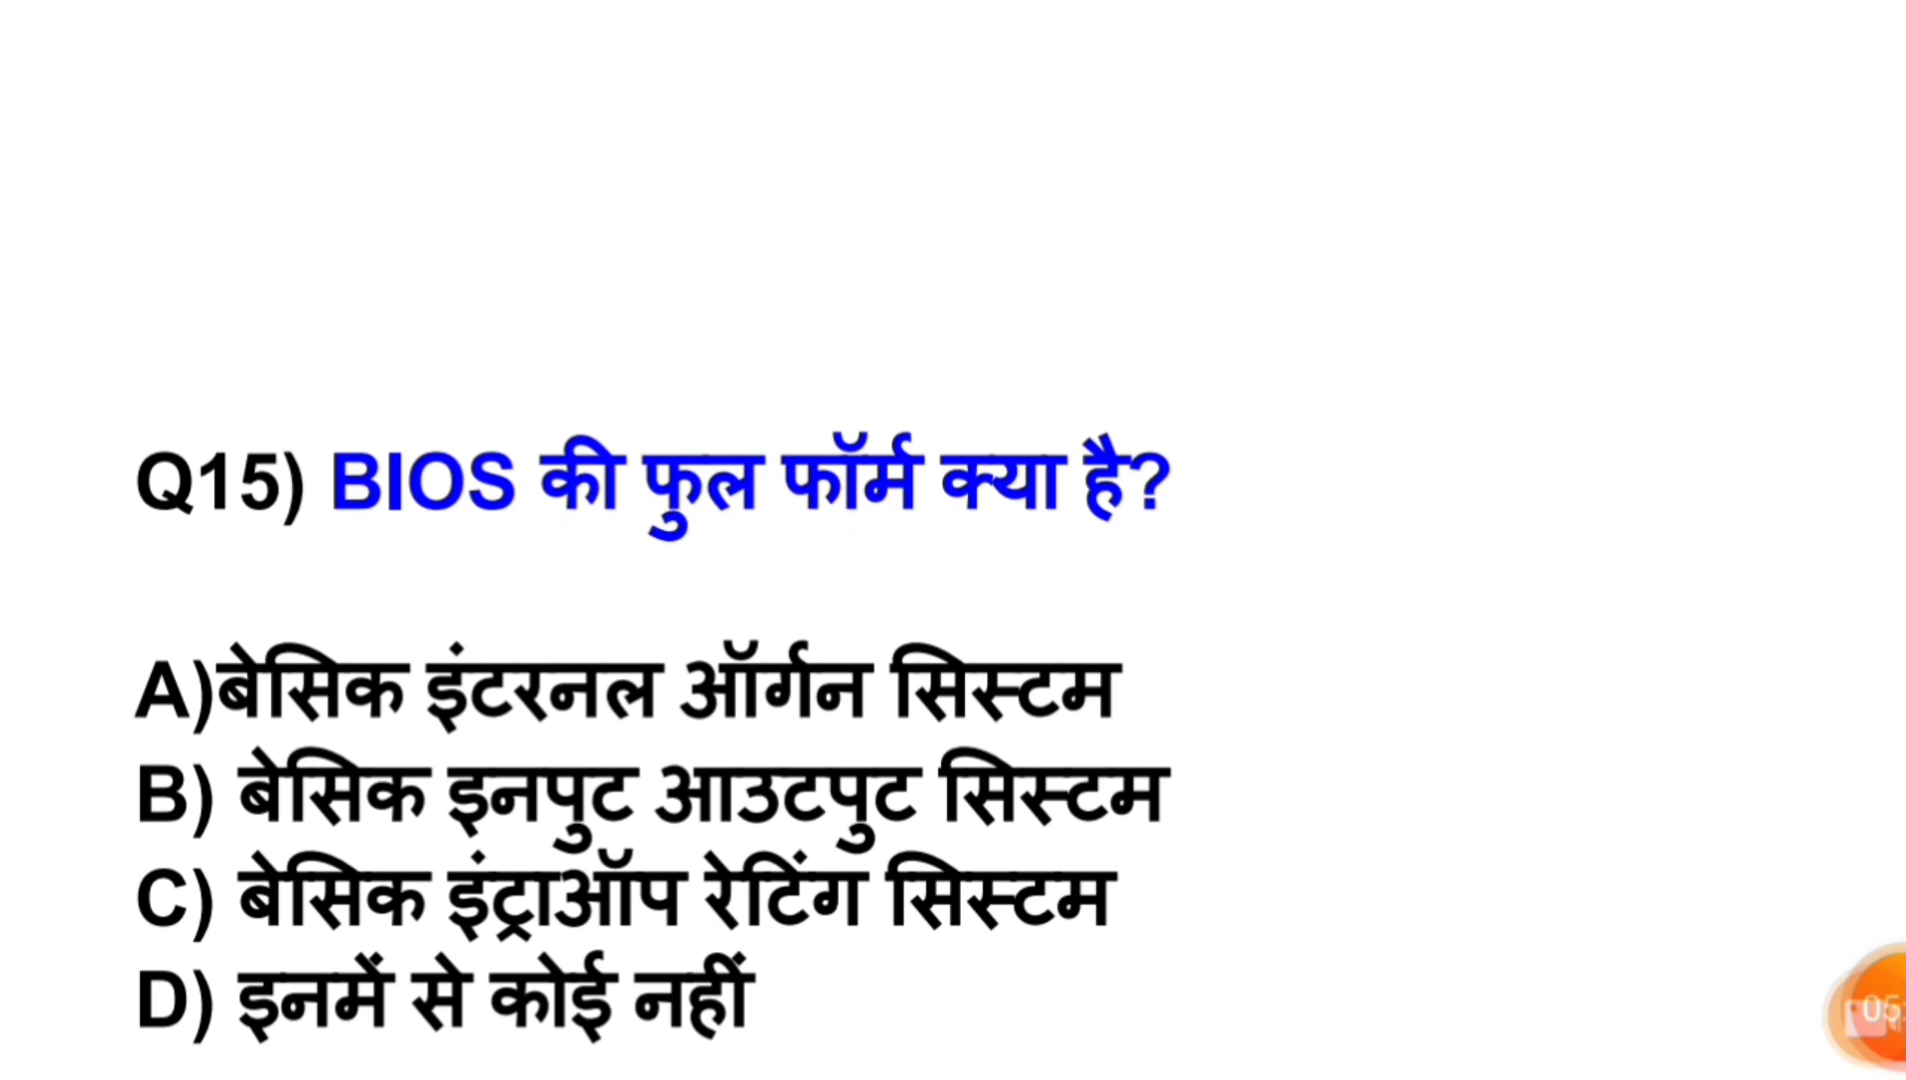 Q15) BIOS की फुल फॉर्म क्या है?
A)बेसिक इंटरनल ऑर्गन सिस्टम
B) बेसिक इनपुट आउटपुट सिस्टम
C) बेसिक इंट्राऑप रेटिंग सिस्टम
D) इनमें से कोई नहीं